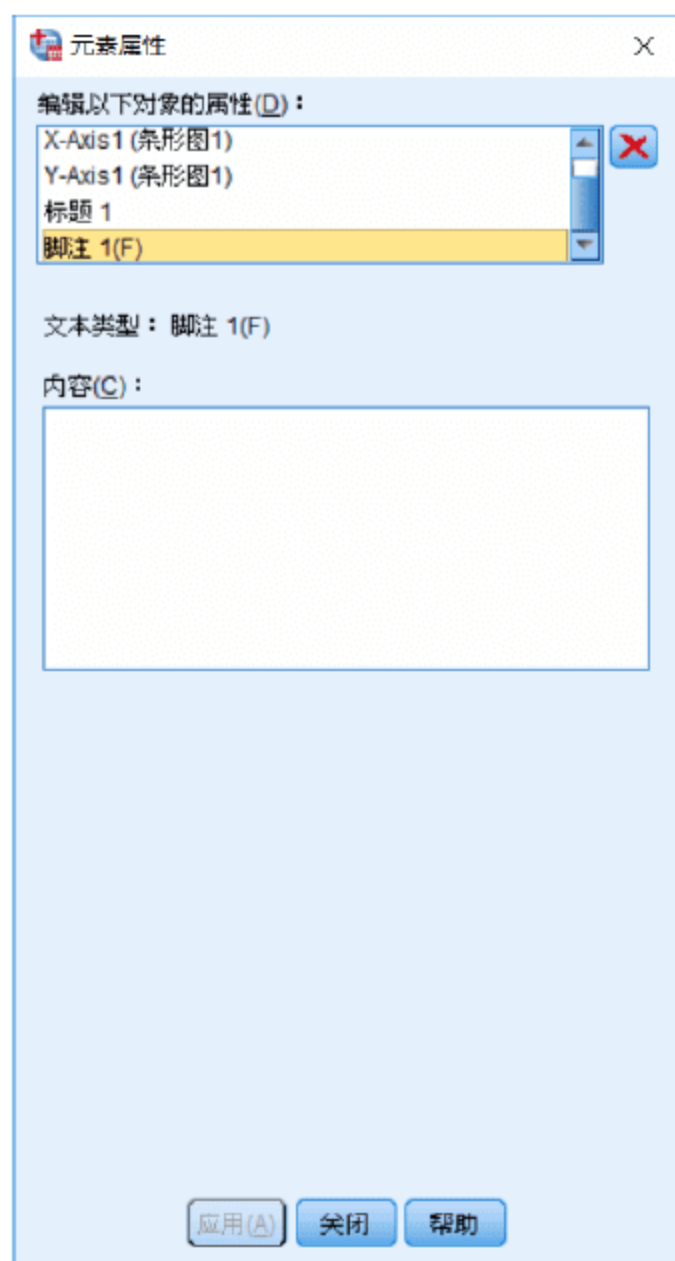 元素属性
编辑以下对象的属性(D)：
X-Axis1 (条形图1)
Y-Axis1 (条形图1)
标题 1
脚注 1(F)
文本类型：脚注 1(F)
内容(C)：
应用(A) 关闭 帮助